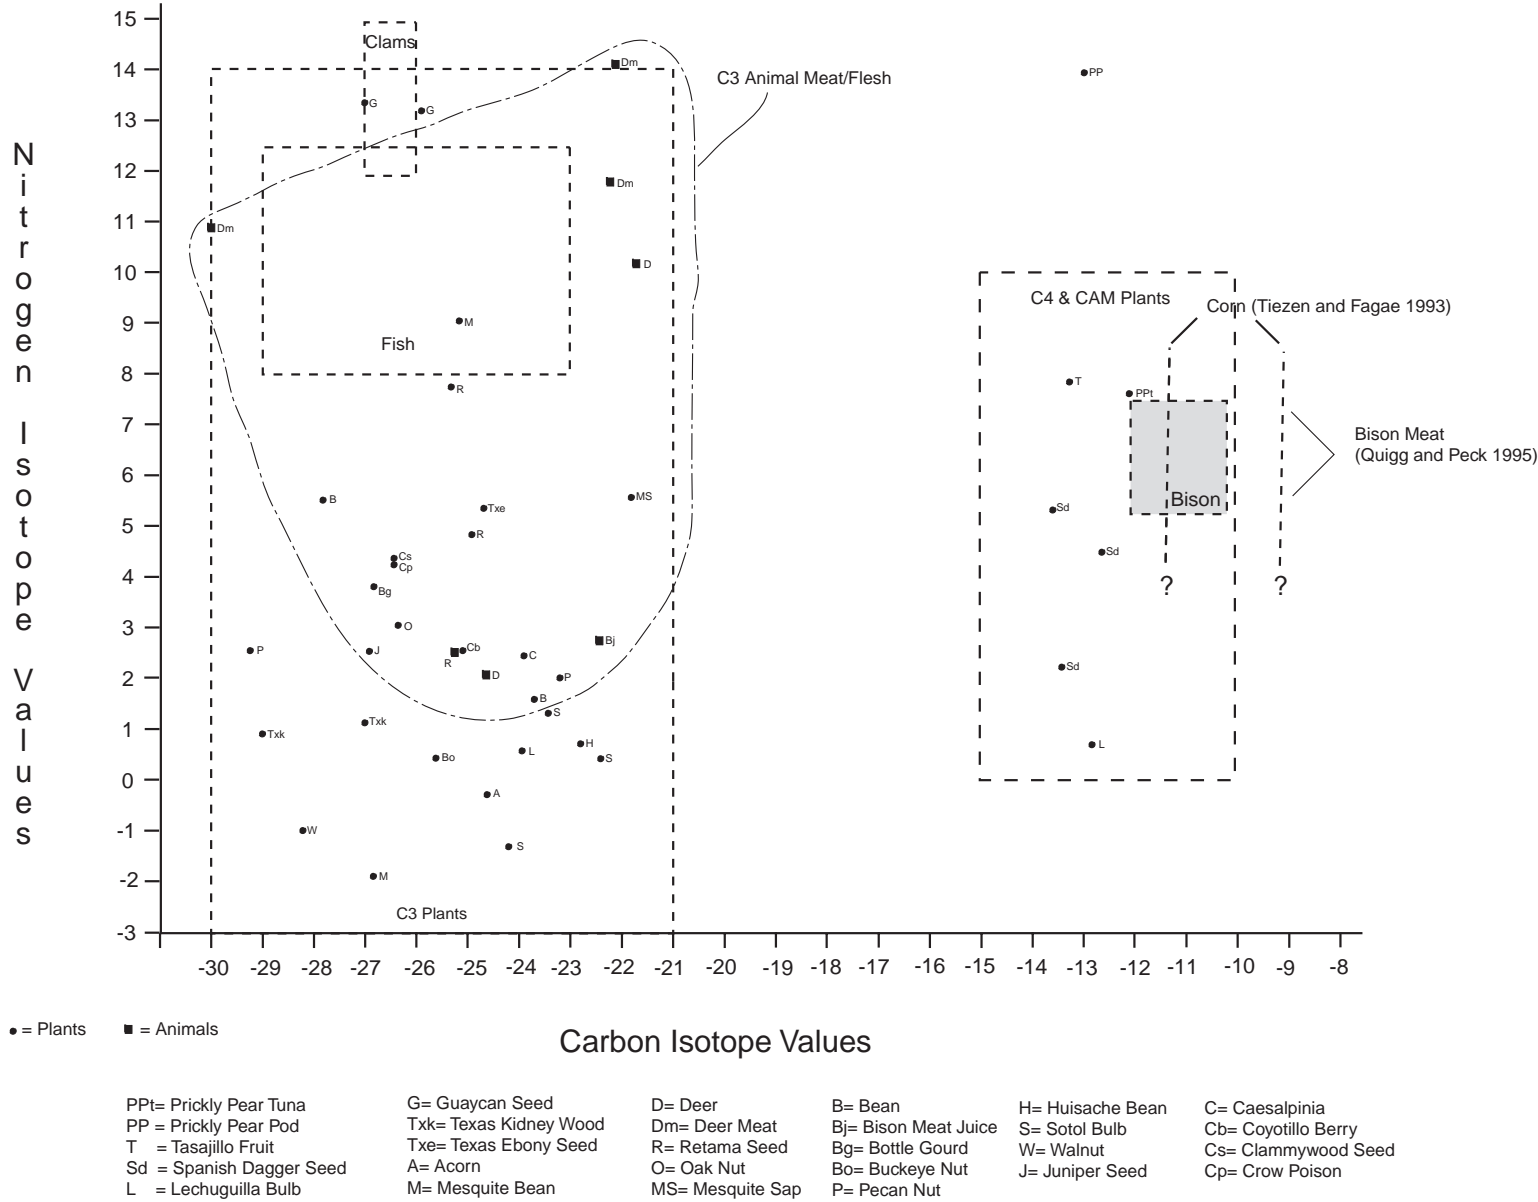 Nitrogen Isotope Values
15
14
13
12
11
10
9
8
7
6
5
4
3
2
1
0
-1
-2
-3
Clams
C3 Animal Meat/Flesh
Dm
PP
G
G
Dm
Dm
D
M
Fish
R
B
Txe
MS
R
Cs
Cp
Bg
O
P
J
R
Cb
C
Bj
D
P
B
S
Txk
Txk
Bo
L
H
S
A
W
S
M
C3 Plants
C4 & CAM Plants
Corn (Tiezen and Fagae 1993)
T
PPt
Bison Meat
(Quigg and Peck 1995)
Bison
Sd
Sd
?
?
Sd
L
-30 -29 -28 -27 -26 -25 -24 -23 -22 -21 -20 -19 -18 -17 -16 -15 -14 -13 -12 -11 -10 -9 -8
= Plants = Animals
Carbon Isotope Values
PPt= Prickly Pear Tuna
PP = Prickly Pear Pod
T = Tasajillo Fruit
Sd = Spanish Dagger Seed
L = Lechuguilla Bulb
G= Guaycan Seed
Txk= Texas Kidney Wood
Txe= Texas Ebony Seed
A= Acorn
M= Mesquite Bean
D= Deer
Dm= Deer Meat
R= Retama Seed
O= Oak Nut
MS= Mesquite Sap
B= Bean
Bj= Bison Meat Juice
Bg= Bottle Gourd
Bo= Buckeye Nut
P= Pecan Nut
H= Huisache Bean
S= Sotol Bulb
W= Walnut
J= Juniper Seed
C= Caesalpinia
Cb= Coyotillo Berry
Cs= Clammywood Seed
Cp= Crow Poison